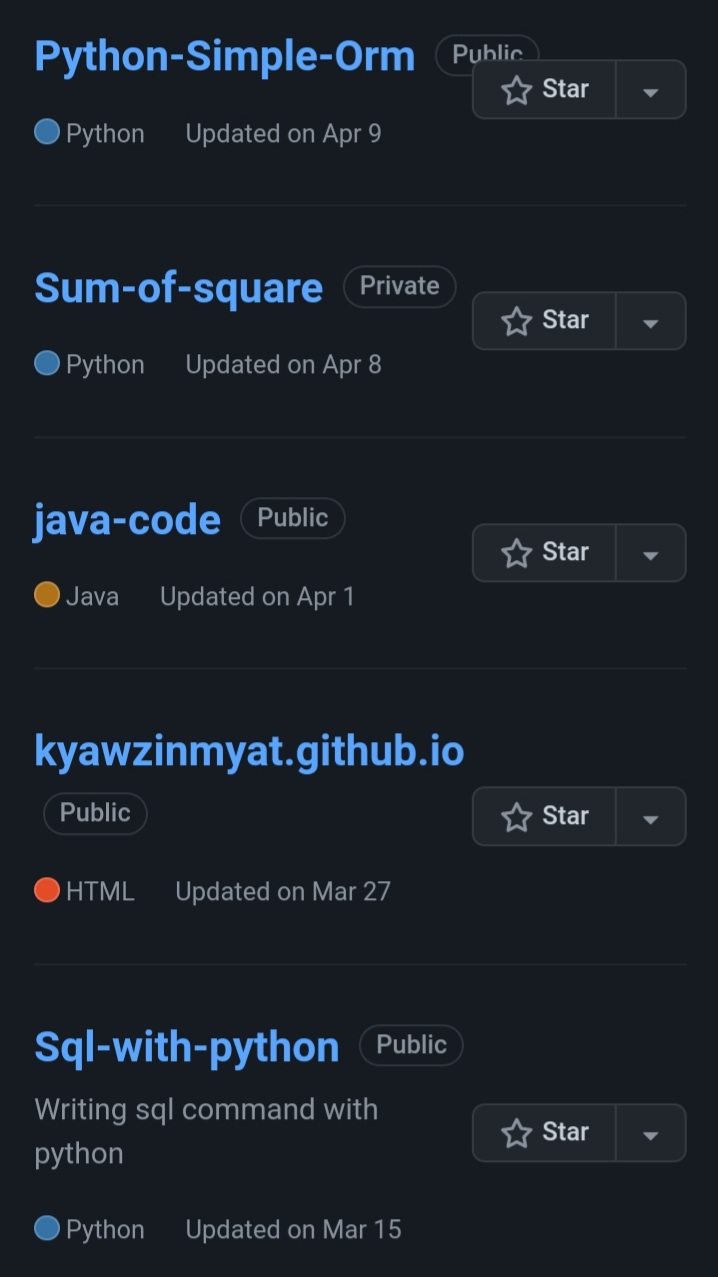 Python-Simple-Orm Public
Star
Python Updated on Apr 9
Sum-of-square Private
Star
Python Updated on Apr 8
java-code Public
Star
Java Updated on Apr 1
kyawzinmyat.github.io
Public
Star
HTML Updated on Mar 27
Sql-with-python Public
Writing sql command with
python
Star
Python Updated on Mar 15